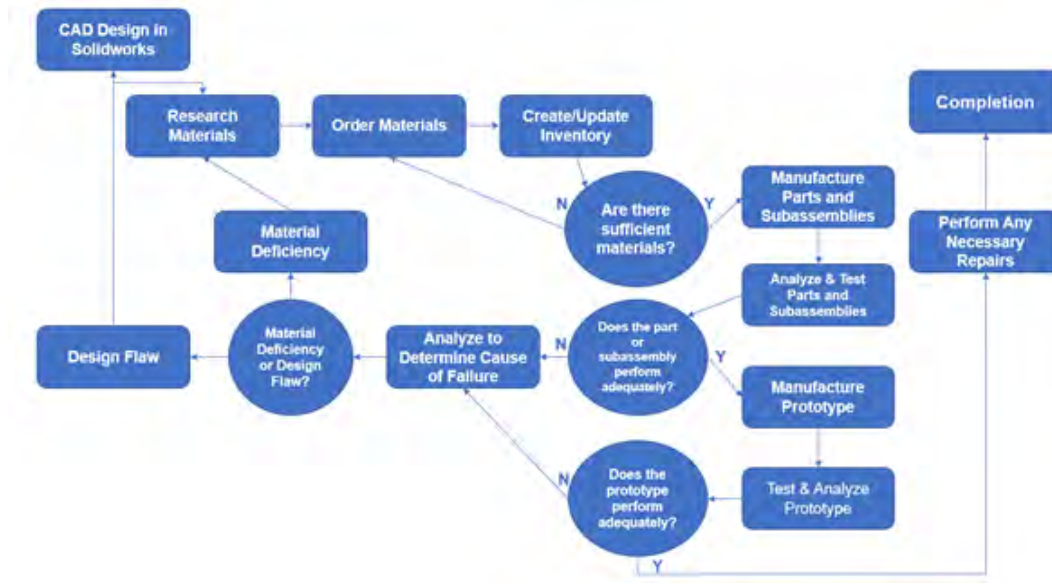 CAD Design in
Solidworks
Research
Materials
Order Materials
Create/Update
Inventory
Completion
N
Are there
sufficient
materials?
Y
Manufacture
Parts and
Subassemblies
Perform Any
Necessary
Repairs
Material
Deficiency
Analyze & Test
Parts and
Subassemblies
Design Flaw
Material
Deficiency
or Design
Flaw?
Analyze to
Determine Cause
of Failure
N
Does the part
or
subassembly
perform
adequately?
Y
Manufacture
Prototype
N
Does the
prototype
perform
adequately?
Test & Analyze
Prototype
Y